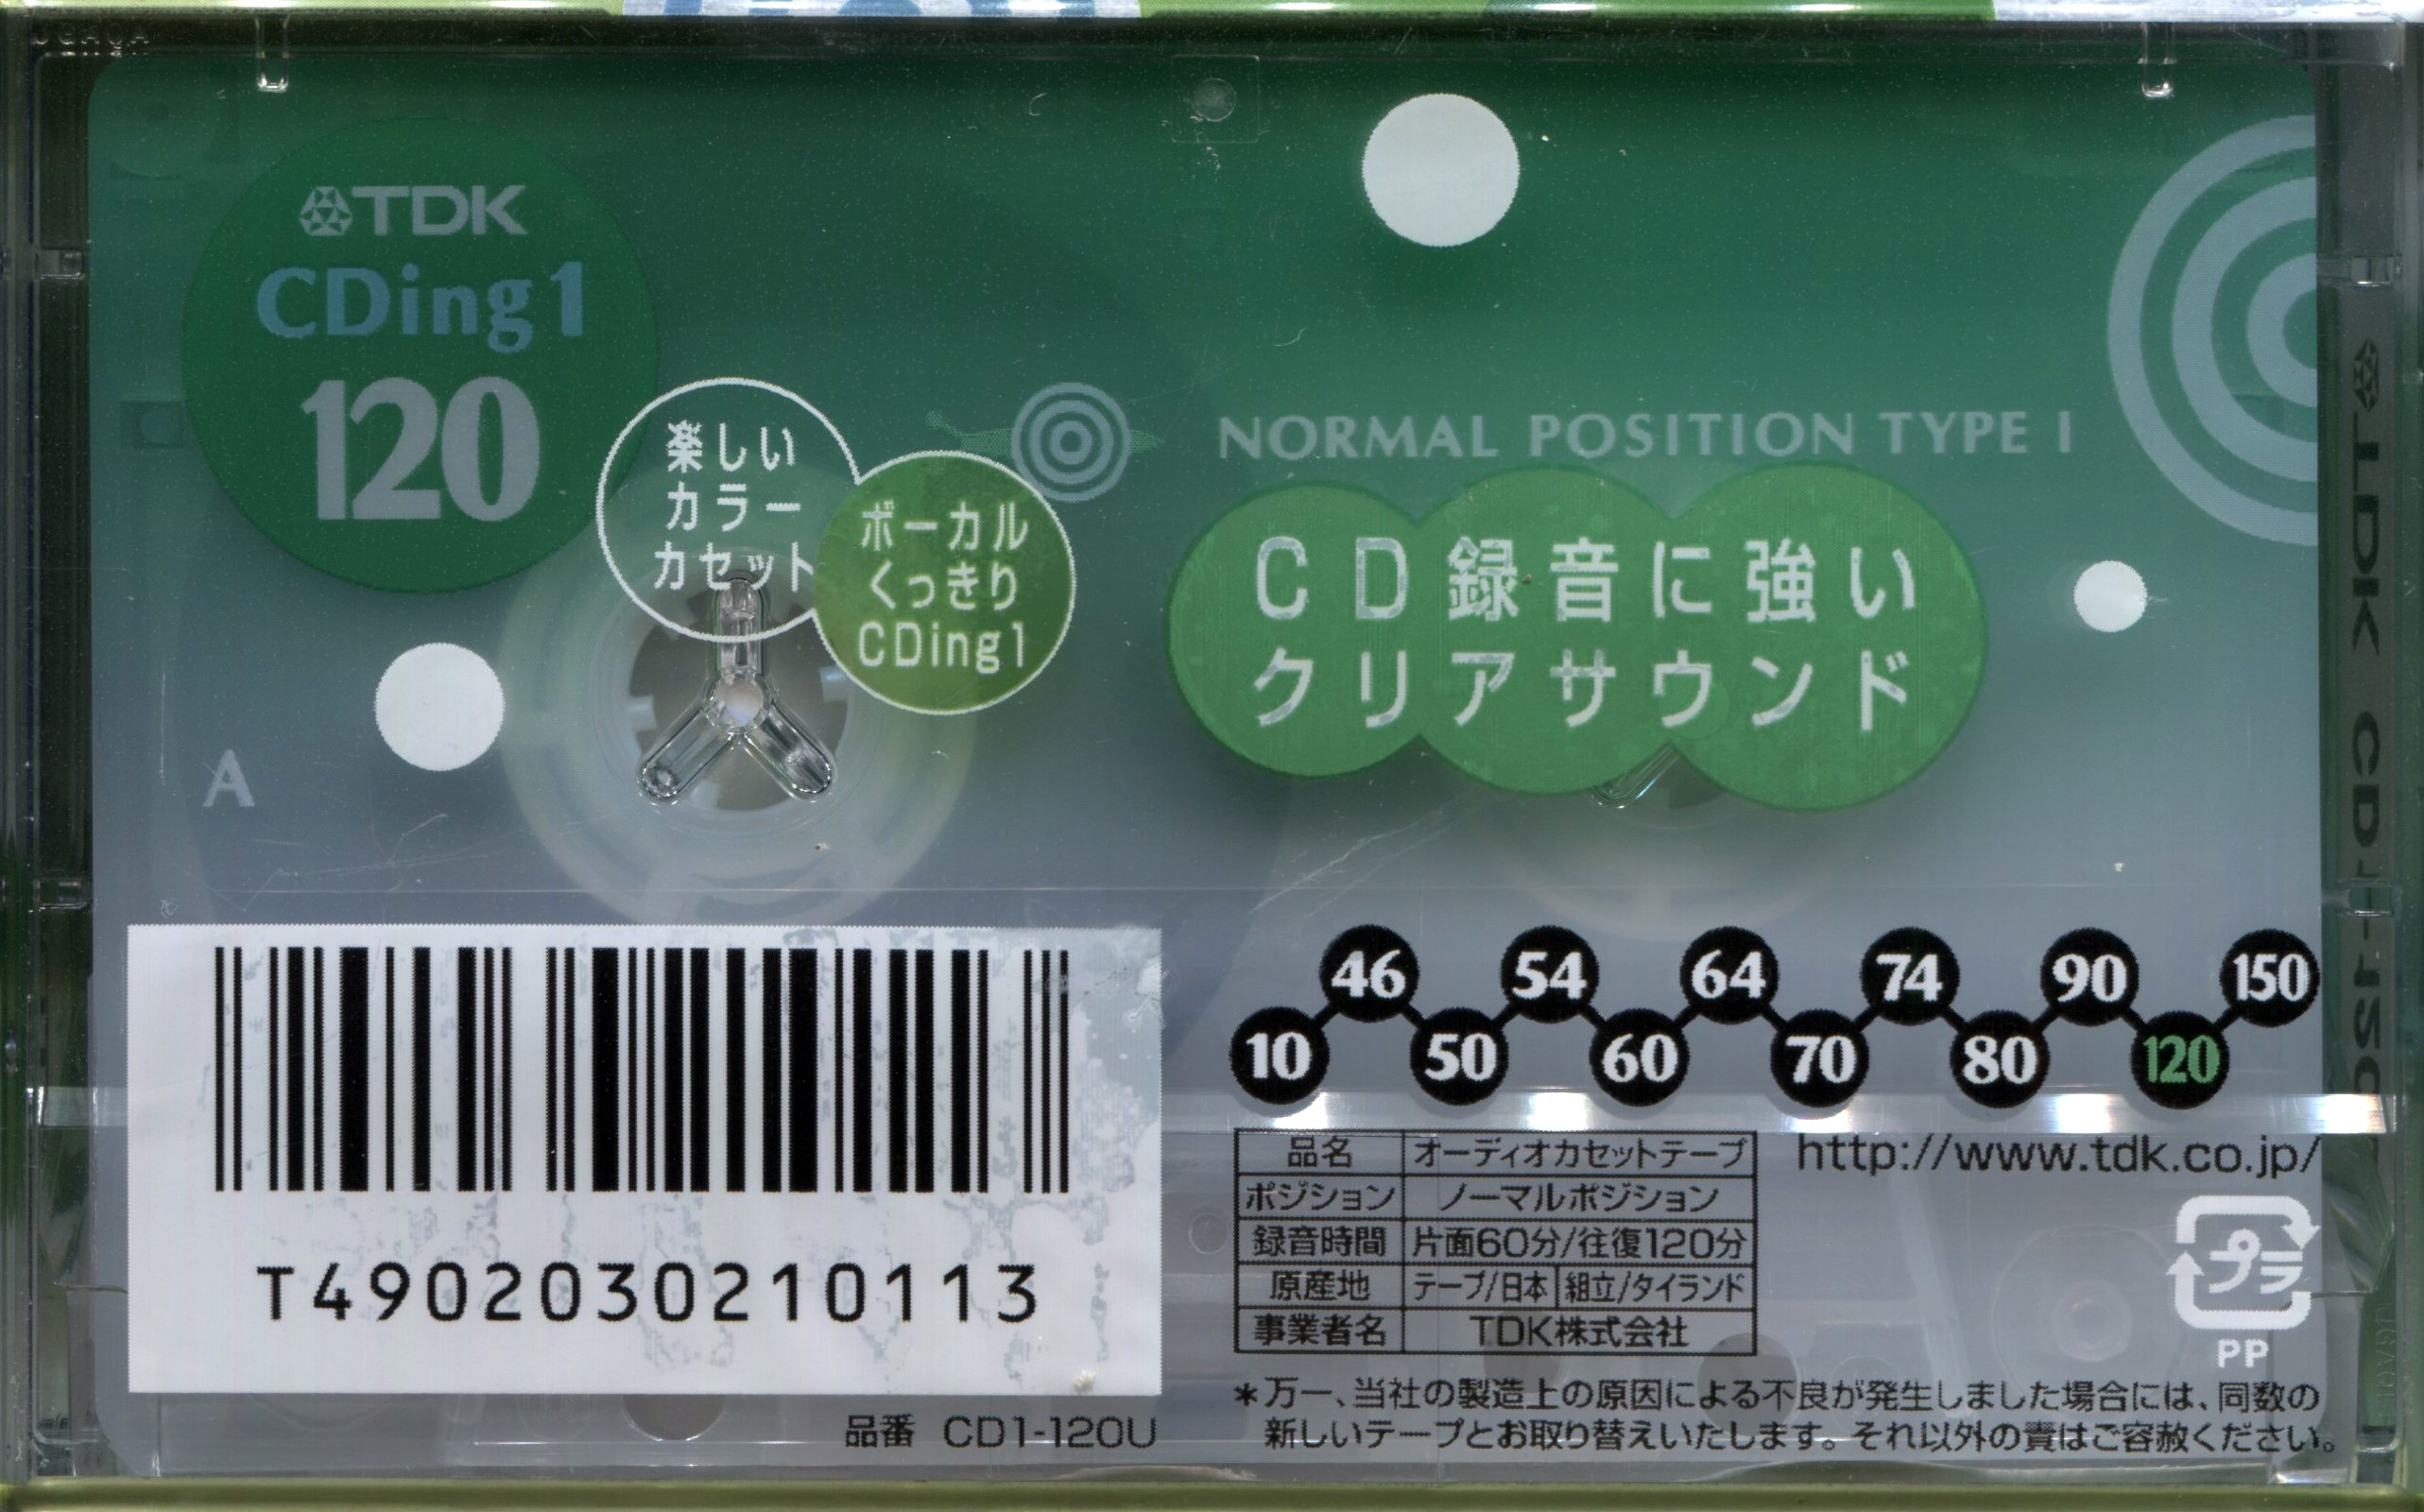 TDK
CDing1
120
楽しい
カラー
カセット
ボーカル
くっきり
CDing1
NORMAL POSITION TYPE I
CD録音に強い
クリアサウンド
A
T4902030210113
品番 CD1-120U
10 46 50 54 60 64 70 74 80 90 120 150
品名 オーディオカセットテープ
ポジション ノーマルポジション
録音時間 片面60分/往復120分
原産地 テープ/日本 組立/タイランド
事業者名 TDK株式会社
http://www.tdk.co.jp/
プラ
PP
*万一、当社の製造上の原因による不良が発生しました場合には、同数の
新しいテープとお取り替えいたします。それ以外の責はご容赦ください。
TDK CD1-120